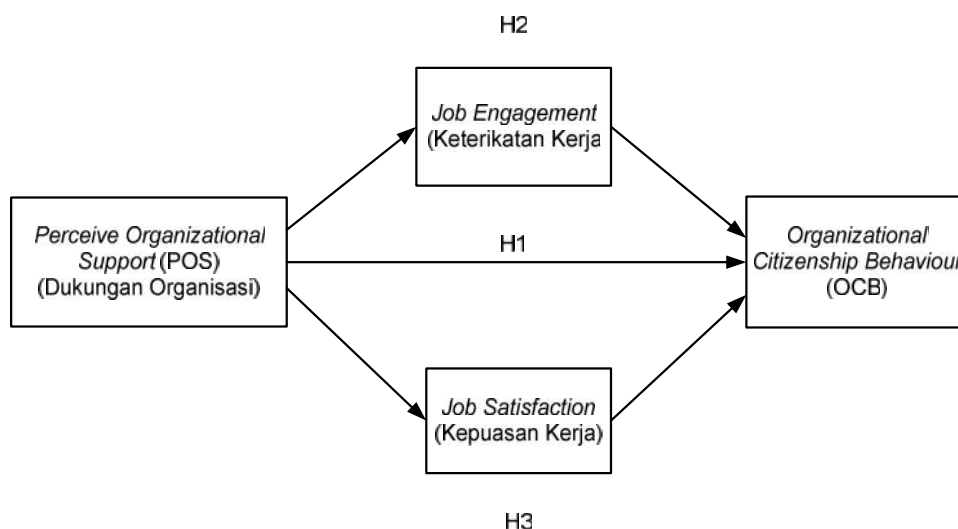 H2
Job Engagement
(Keterikatan Kerja
Perceive Organizational
Support (POS)
(Dukungan Organisasi)
H1
Organizational
Citizenship Behaviour
(OCB)
Job Satisfaction
(Kepuasan Kerja)
H3